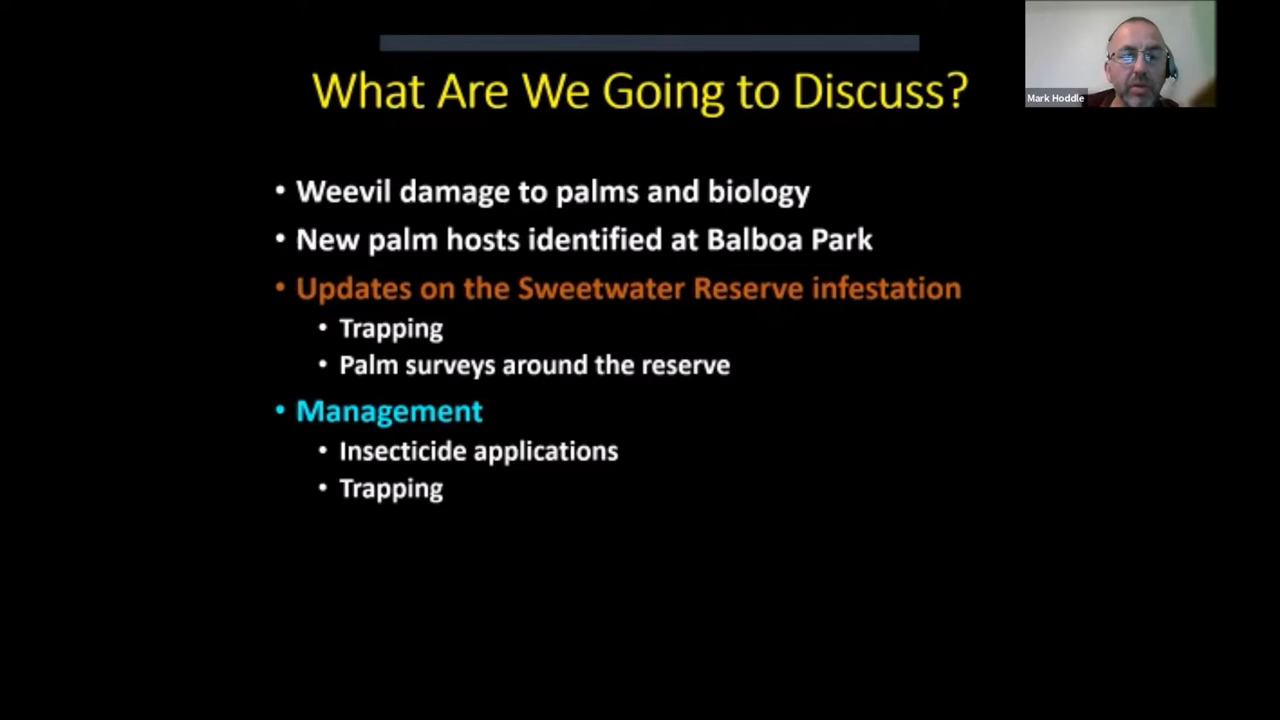 What Are We Going to Discuss?
Mark Hoddle
• Weevil damage to palms and biology
• New palm hosts identified at Balboa Park
• Updates on the Sweetwater Reserve infestation
• Trapping
• Palm surveys around the reserve
• Management
• Insecticide applications
• Trapping